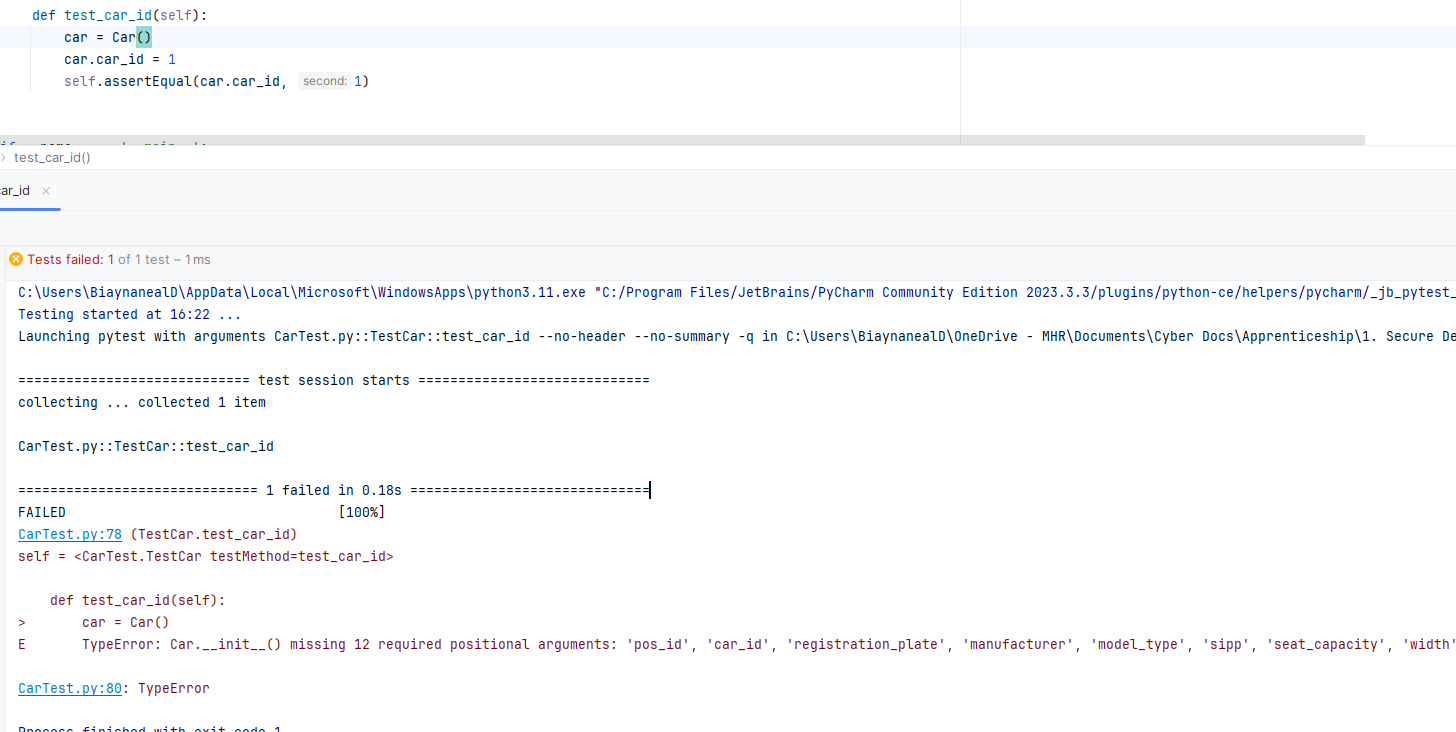 def test_car_id(self):
car = Car()
car.car_id = 1
self.assertEqual(car.car_id, second: 1)
› test_car_id()
ar_id ×
Tests failed: 1 of 1 test – 1 ms
C:\Users\BiaynanealD\AppData\Local\Microsoft\WindowsApps\python3.11.exe "C:/Program Files/JetBrains/PyCharm Community Edition 2023.3.3/plugins/python-ce/helpers/pycharm/_jb_pytest_
Testing started at 16:22 ...
Launching pytest with arguments CarTest.py::TestCar::test_car_id --no-header --no-summary -q in C:\Users\BiaynanealD\OneDrive - MHR\Documents\Cyber Docs\Apprenticeship\1. Secure De
============================= test session starts =============================
collecting ... collected 1 item
CarTest.py::TestCar::test_car_id
============================== 1 failed in 0.18s ==============================
FAILED [100%]
CarTest.py:78 (TestCar.test_car_id)
self = <CarTest.TestCar testMethod=test_car_id>
def test_car_id(self):
> car = Car()
E TypeError: Car.__init__() missing 12 required positional arguments: 'pos_id', 'car_id', 'registration_plate', 'manufacturer', 'model_type', 'sipp', 'seat_capacity', 'width'
CarTest.py:80: TypeError
Process finished with exit code 1